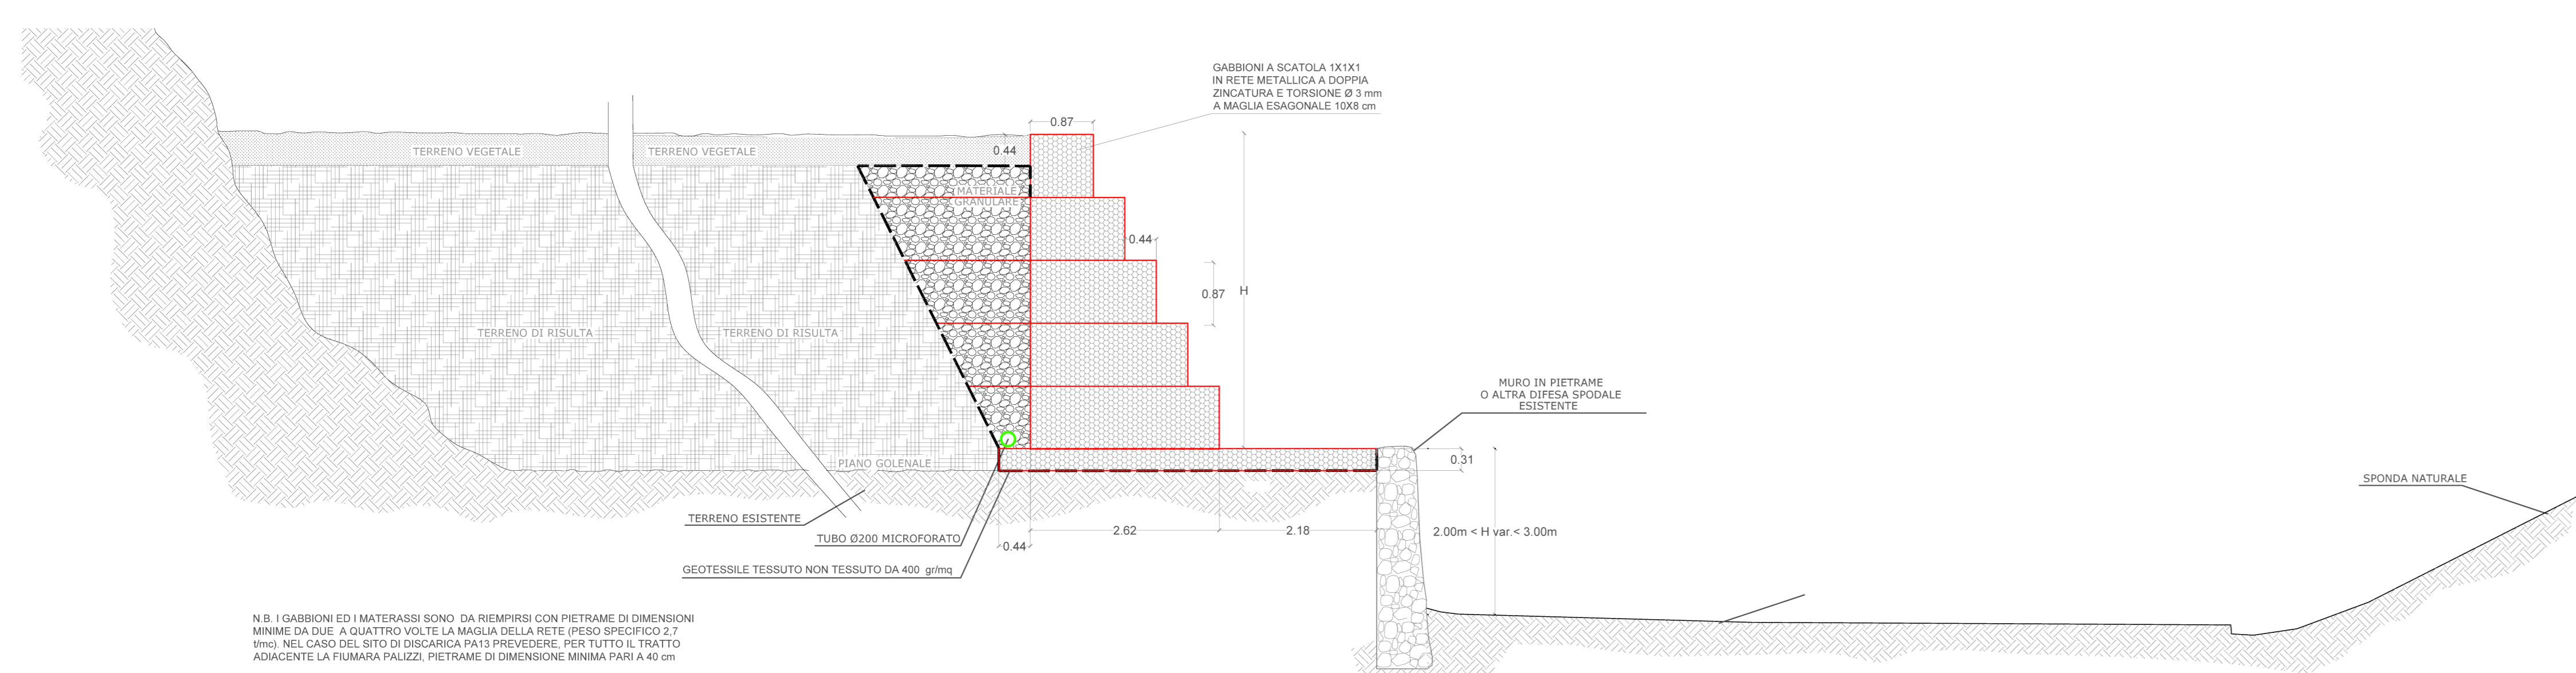 GABBIONI A SCATOLA 1X1X1
IN RETE METALLICA A DOPPIA
ZINCATURA E TORSIONE Ø 3 mm
A MAGLIA ESAGONALE 10X8 cm
0.87
TERRENO VEGETALE
TERRENO VEGETALE
0.44
MATERIALE
GRANULARE
0.44
0.87
H
TERRENO DI RISULTA
TERRENO DI RISULTA
MURO IN PIETRAME
O ALTRA DIFESA SPODALE
ESISTENTE
PIANO GOLENALE
0.31
SPONDA NATURALE
TERRENO ESISTENTE
2.62
2.18
2.00m < H var.< 3.00m
TUBO Ø200 MICROFORATO
0.44
GEOTESSILE TESSUTO NON TESSUTO DA 400 gr/mq
N.B. I GABBIONI ED I MATERASSI SONO DA RIEMPIRSI CON PIETRAME DI DIMENSIONI
MINIME DA DUE A QUATTRO VOLTE LA MAGLIA DELLA RETE (PESO SPECIFICO 2,7
t/mc). NEL CASO DEL SITO DI DISCARICA PA13 PREVEDERE, PER TUTTO IL TRATTO
ADIACENTE LA FIUMARA PALIZZI, PIETRAME DI DIMENSIONE MINIMA PARI A 40 cm